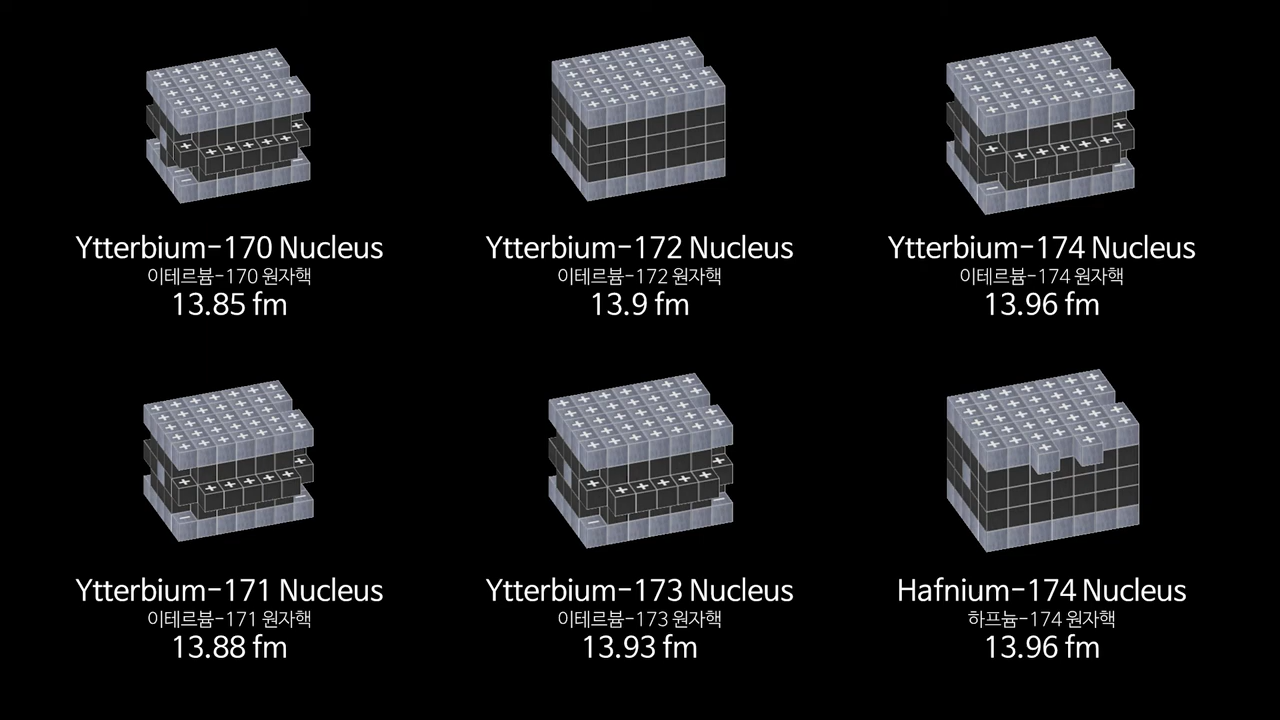 Ytterbium-170 Nucleus
이테르븀-170 원자핵
13.85 fm
Ytterbium-172 Nucleus
이테르븀-172 원자핵
13.9 fm
Ytterbium-174 Nucleus
이테르븀-174 원자핵
13.96 fm
Ytterbium-171 Nucleus
이테르븀-171 원자핵
13.88 fm
Ytterbium-173 Nucleus
이테르븀-173 원자핵
13.93 fm
Hafnium-174 Nucleus
하프늄-174 원자핵
13.96 fm